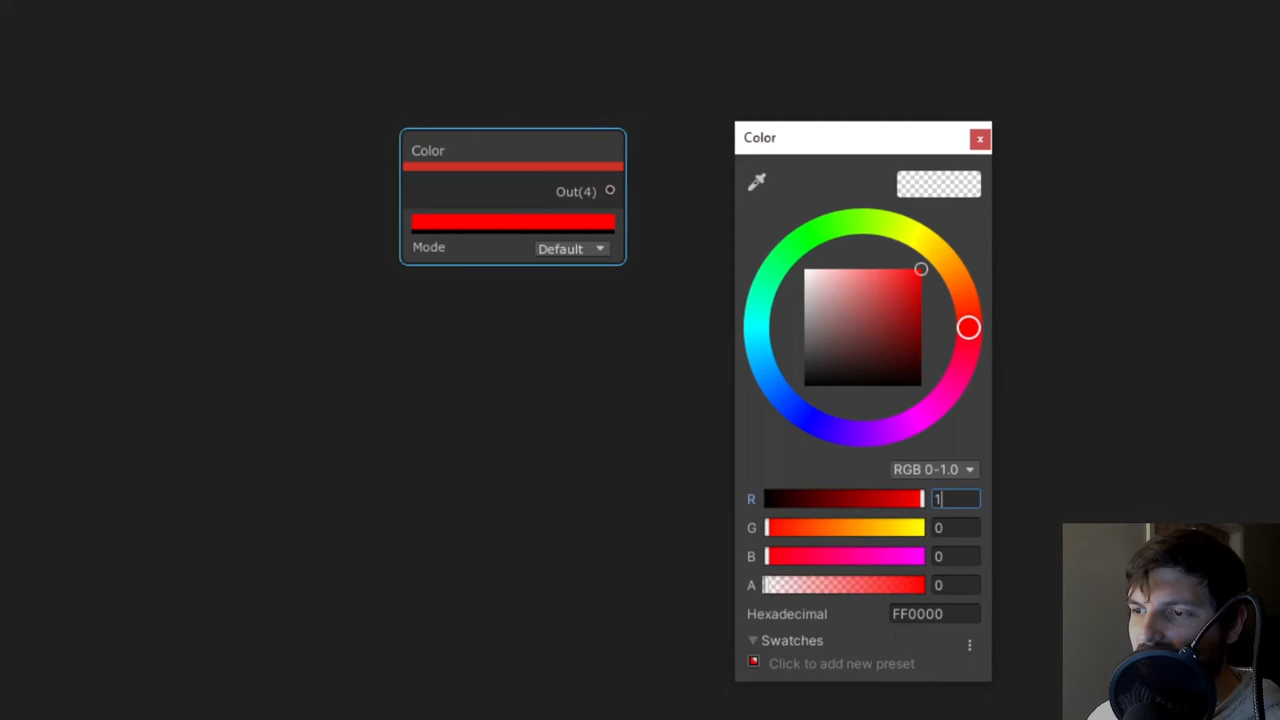 Color
Out(4)
Mode Default
Color
x
RGB 0-1.0
R 1
G 0
B 0
A 0
Hexadecimal FF0000
Swatches
Click to add new preset